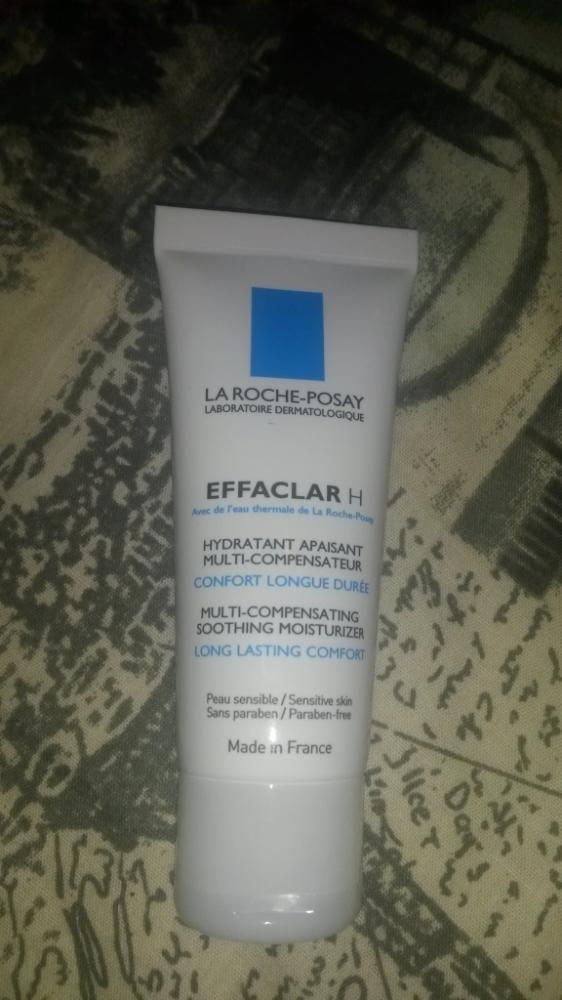 LA ROCHE-POSAY
LABORATOIRE DERMATOLOGIQUE
EFFACLAR H
Avec de l'eau thermale de La Roche-Posay
HYDRATANT APAISANT
MULTI-COMPENSATEUR
CONFORT LONGUE DURÉE
MULTI-COMPENSATING
SOOTHING MOISTURIZER
LONG LASTING COMFORT
Peau sensible / Sensitive skin
Sans paraben / Paraben-free
Made in France